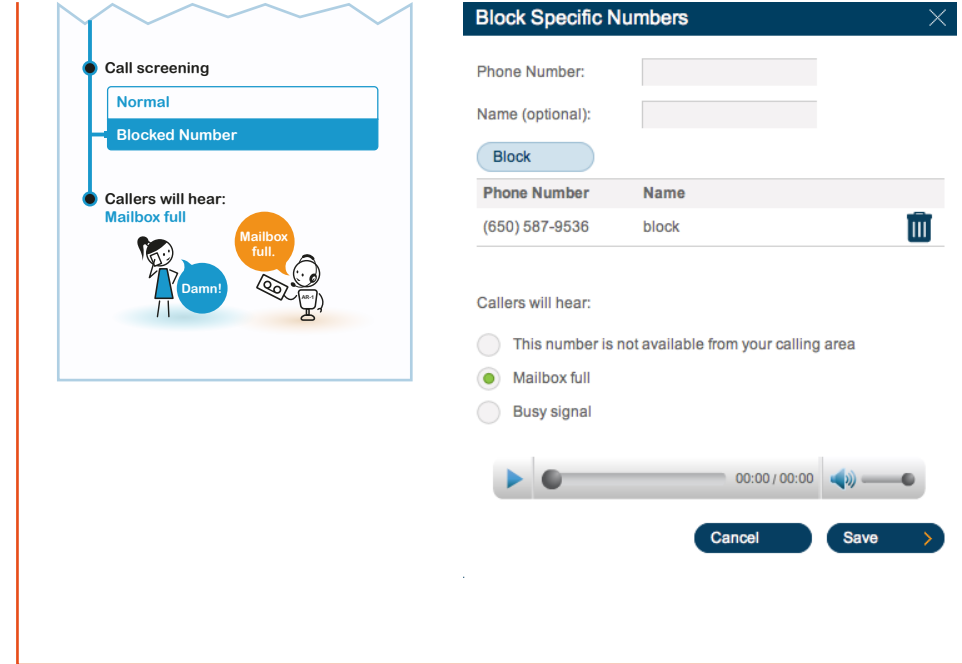 Call screening
Normal
Blocked Number
Callers will hear:
Mailbox full
Mailbox
full.
Damn!
AR-1
Block Specific Numbers
Phone Number:
Name (optional):
Block
Phone Number Name
(650) 587-9536 block
Callers will hear:
This number is not available from your calling area
Mailbox full
Busy signal
00:00 / 00:00
Cancel
Save